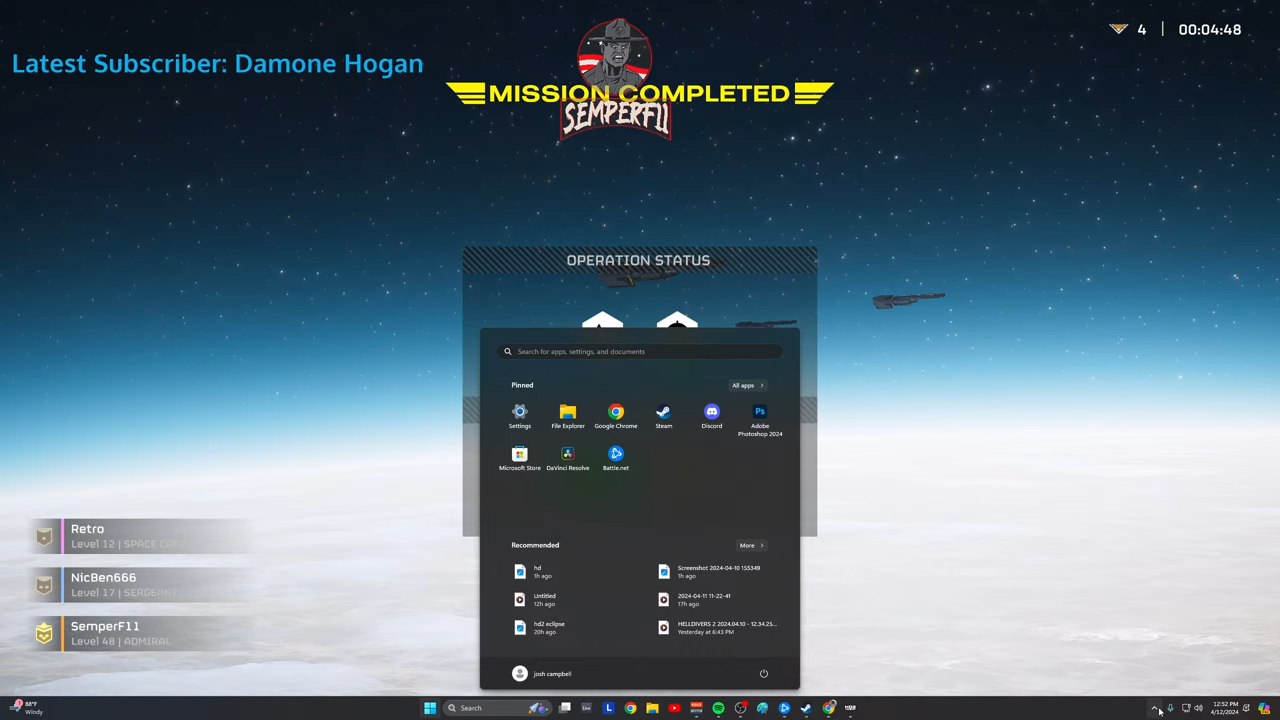 Latest Subscriber: Damone Hogan
MISSION COMPLETED
SEMPERF11
4
00:04:48
OPERATION STATUS
Search for apps, settings, and documents
Pinned
All apps
Settings
File Explorer
Google Chrome
Steam
Discord
Adobe Photoshop 2024
Microsoft Store
DaVinci Resolve
Battle.net
Recommended
More
hd
1h ago
Screenshot 2024-04-10 155349
1h ago
Untitled
12h ago
2024-04-11 11-22-41
17h ago
hd2 eclipse
20h ago
HELLDIVERS 2 2024.04.10 - 12.34.25...
Yesterday at 6:43 PM
josh campbell
Retro
Level 12 | SPACE
NicBen666
Level 17 | SERGEANT
SemperF11
Level 48 | ADMIRAL
88°F
Windy
Search
12:52 PM
4/12/2024